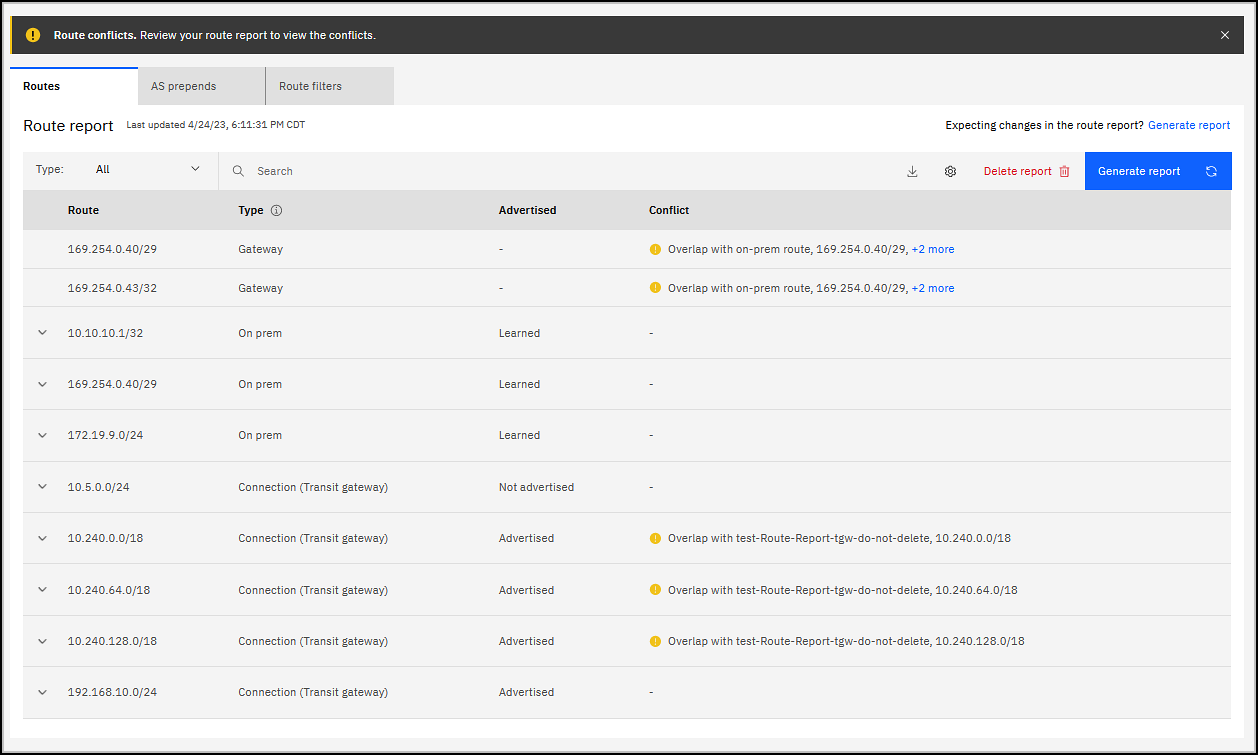 Route conflicts. Review your route report to view the conflicts.
Routes
AS prepends
Route filters
Route report Last updated 4/24/23, 6:11:31 PM CDT Expecting changes in the route report? Generate report
Type: All Search Delete report Generate report
Route Type Advertised Conflict
169.254.0.40/29 Gateway - Overlap with on-prem route, 169.254.0.40/29, +2 more
169.254.0.43/32 Gateway - Overlap with on-prem route, 169.254.0.40/29, +2 more
10.10.10.1/32 On prem Learned -
169.254.0.40/29 On prem Learned -
172.19.9.0/24 On prem Learned -
10.5.0.0/24 Connection (Transit gateway) Not advertised -
10.240.0.0/18 Connection (Transit gateway) Advertised Overlap with test-Route-Report-tgw-do-not-delete, 10.240.0.0/18
10.240.64.0/18 Connection (Transit gateway) Advertised Overlap with test-Route-Report-tgw-do-not-delete, 10.240.64.0/18
10.240.128.0/18 Connection (Transit gateway) Advertised Overlap with test-Route-Report-tgw-do-not-delete, 10.240.128.0/18
192.168.10.0/24 Connection (Transit gateway) Advertised -